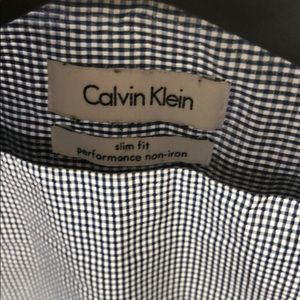 Calvin Klein
slim fit
performance non-iron